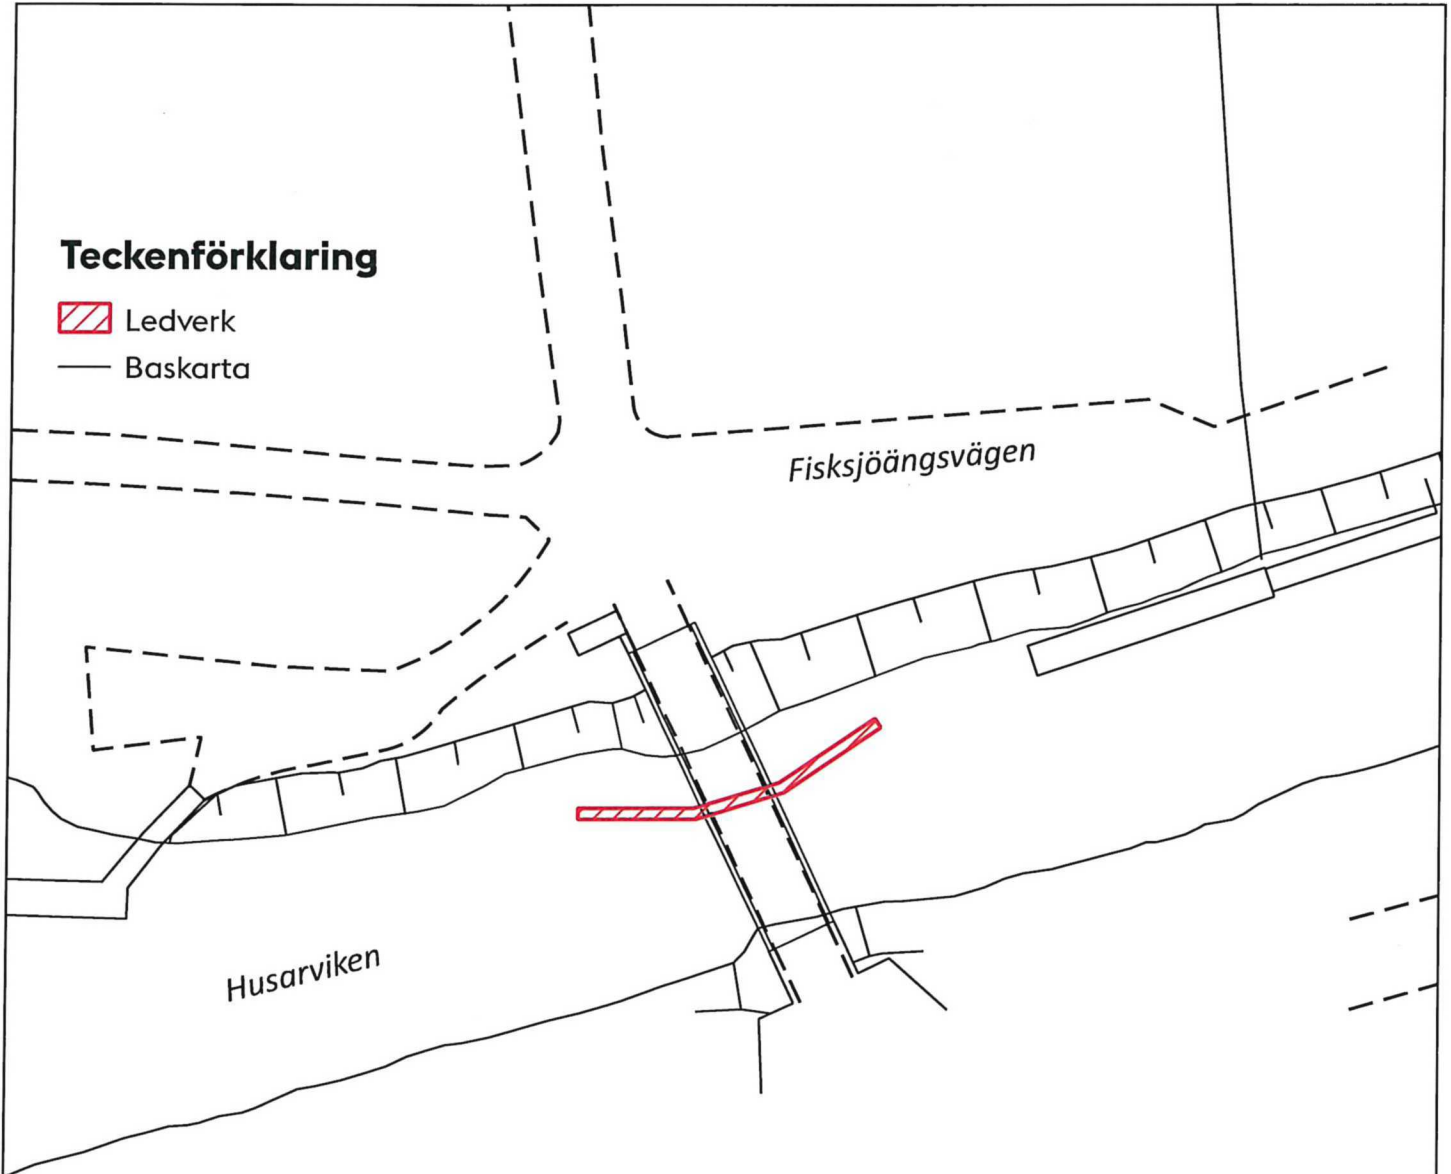 Teckenförklaring
Ledverk
Baskarta
Fisksjöängsvägen
Husarviken